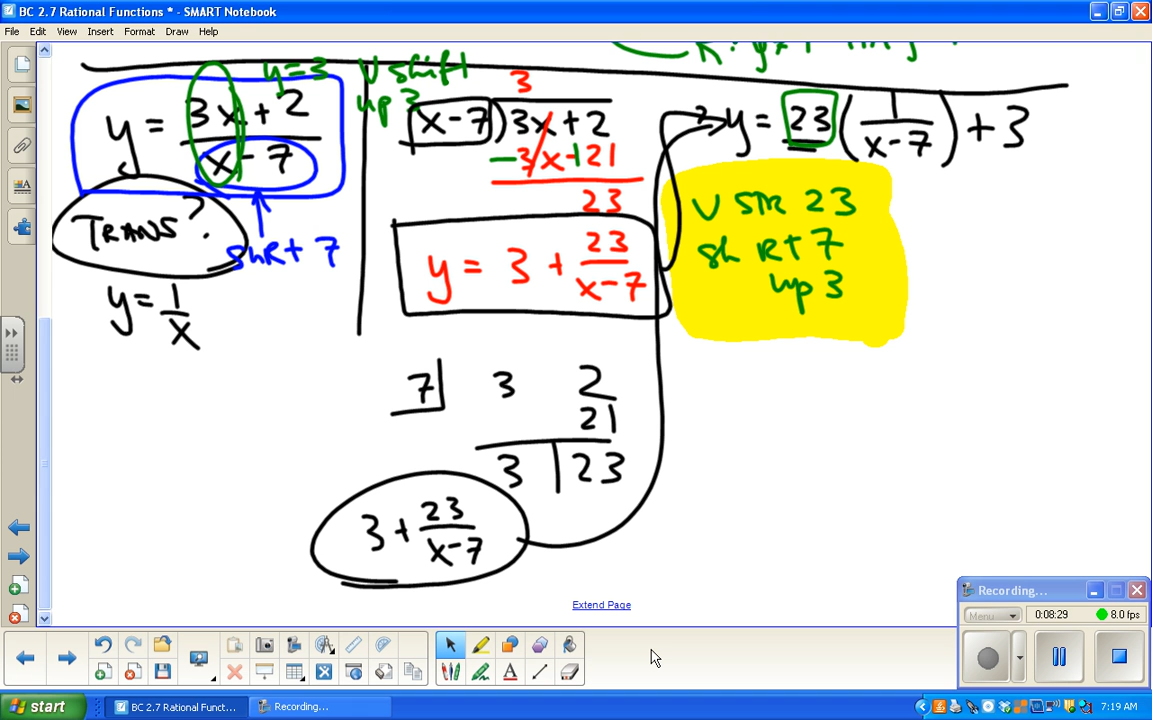 BC 2.7 Rational Functions * - SMART Notebook
File Edit View Insert Format Draw Help
y = 3x + 2 / x - 7
y = 3 V shift
up 3
TRANS?
shRt 7
y = 1/x
3
x-7 ) 3x + 2
- 3x - 21
23
y = 3 + 23/x-7
7 3 2
21
3 23
3 + 23/x-7
y = 23 ( 1/x-7 ) + 3
V STR 23
sh Rt 7
up 3
Extend Page
Recording...
Menu
0:08:29
8.0 fps
start
BC 2.7 Rational Funct...
Recording...
7:19 AM